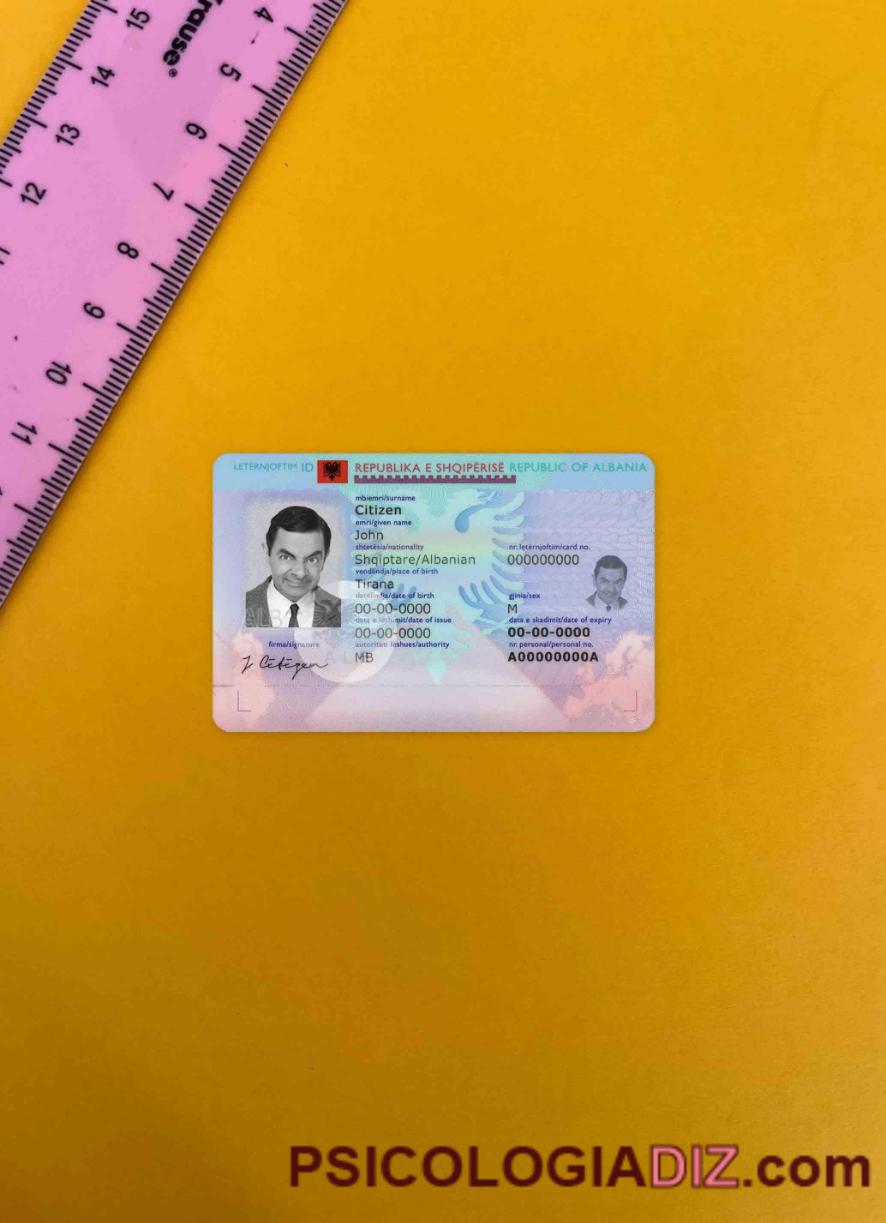 rause®
15 4
14 5
13 6
12 7
8
9
10
11
LETËRNJOFTIM ID REPUBLIKA E SHQIPËRISË REPUBLIC OF ALBANIA
mbiemri/surname
Citizen
emri/given name
John
shtetësia/nationality nr. letërnjoftim/card no.
Shqiptare/Albanian 000000000
vendlindja/place of birth
Tirana
datëlindja/date of birth gjinia/sex
00-00-0000 M
data e lëshimit/date of issue data e skadimit/date of expiry
00-00-0000 00-00-0000
firma/signature autoriteti lëshues/authority nr. personal/personal no.
J. Citizen MB A00000000A
PSICOLOGIADIZ.com